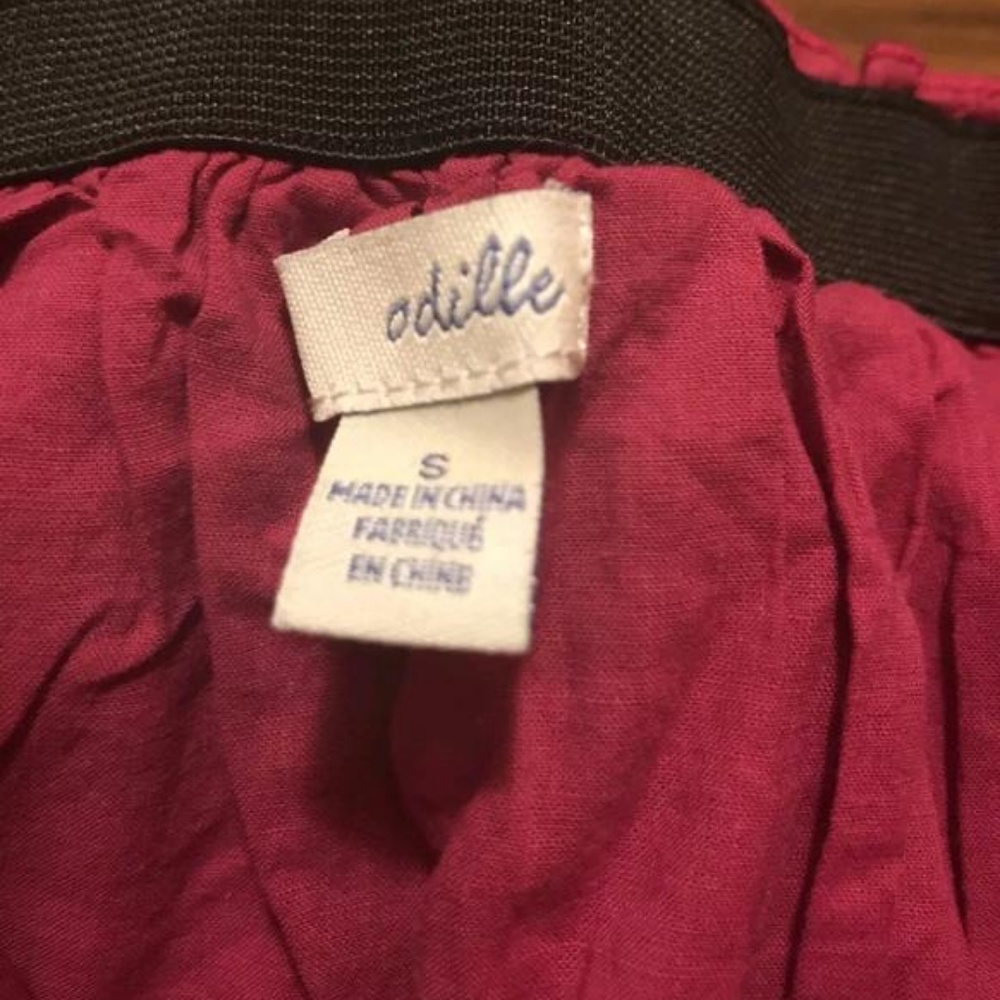 odille
S
MADE IN CHINA
FABRIQUÉ
EN CHINE